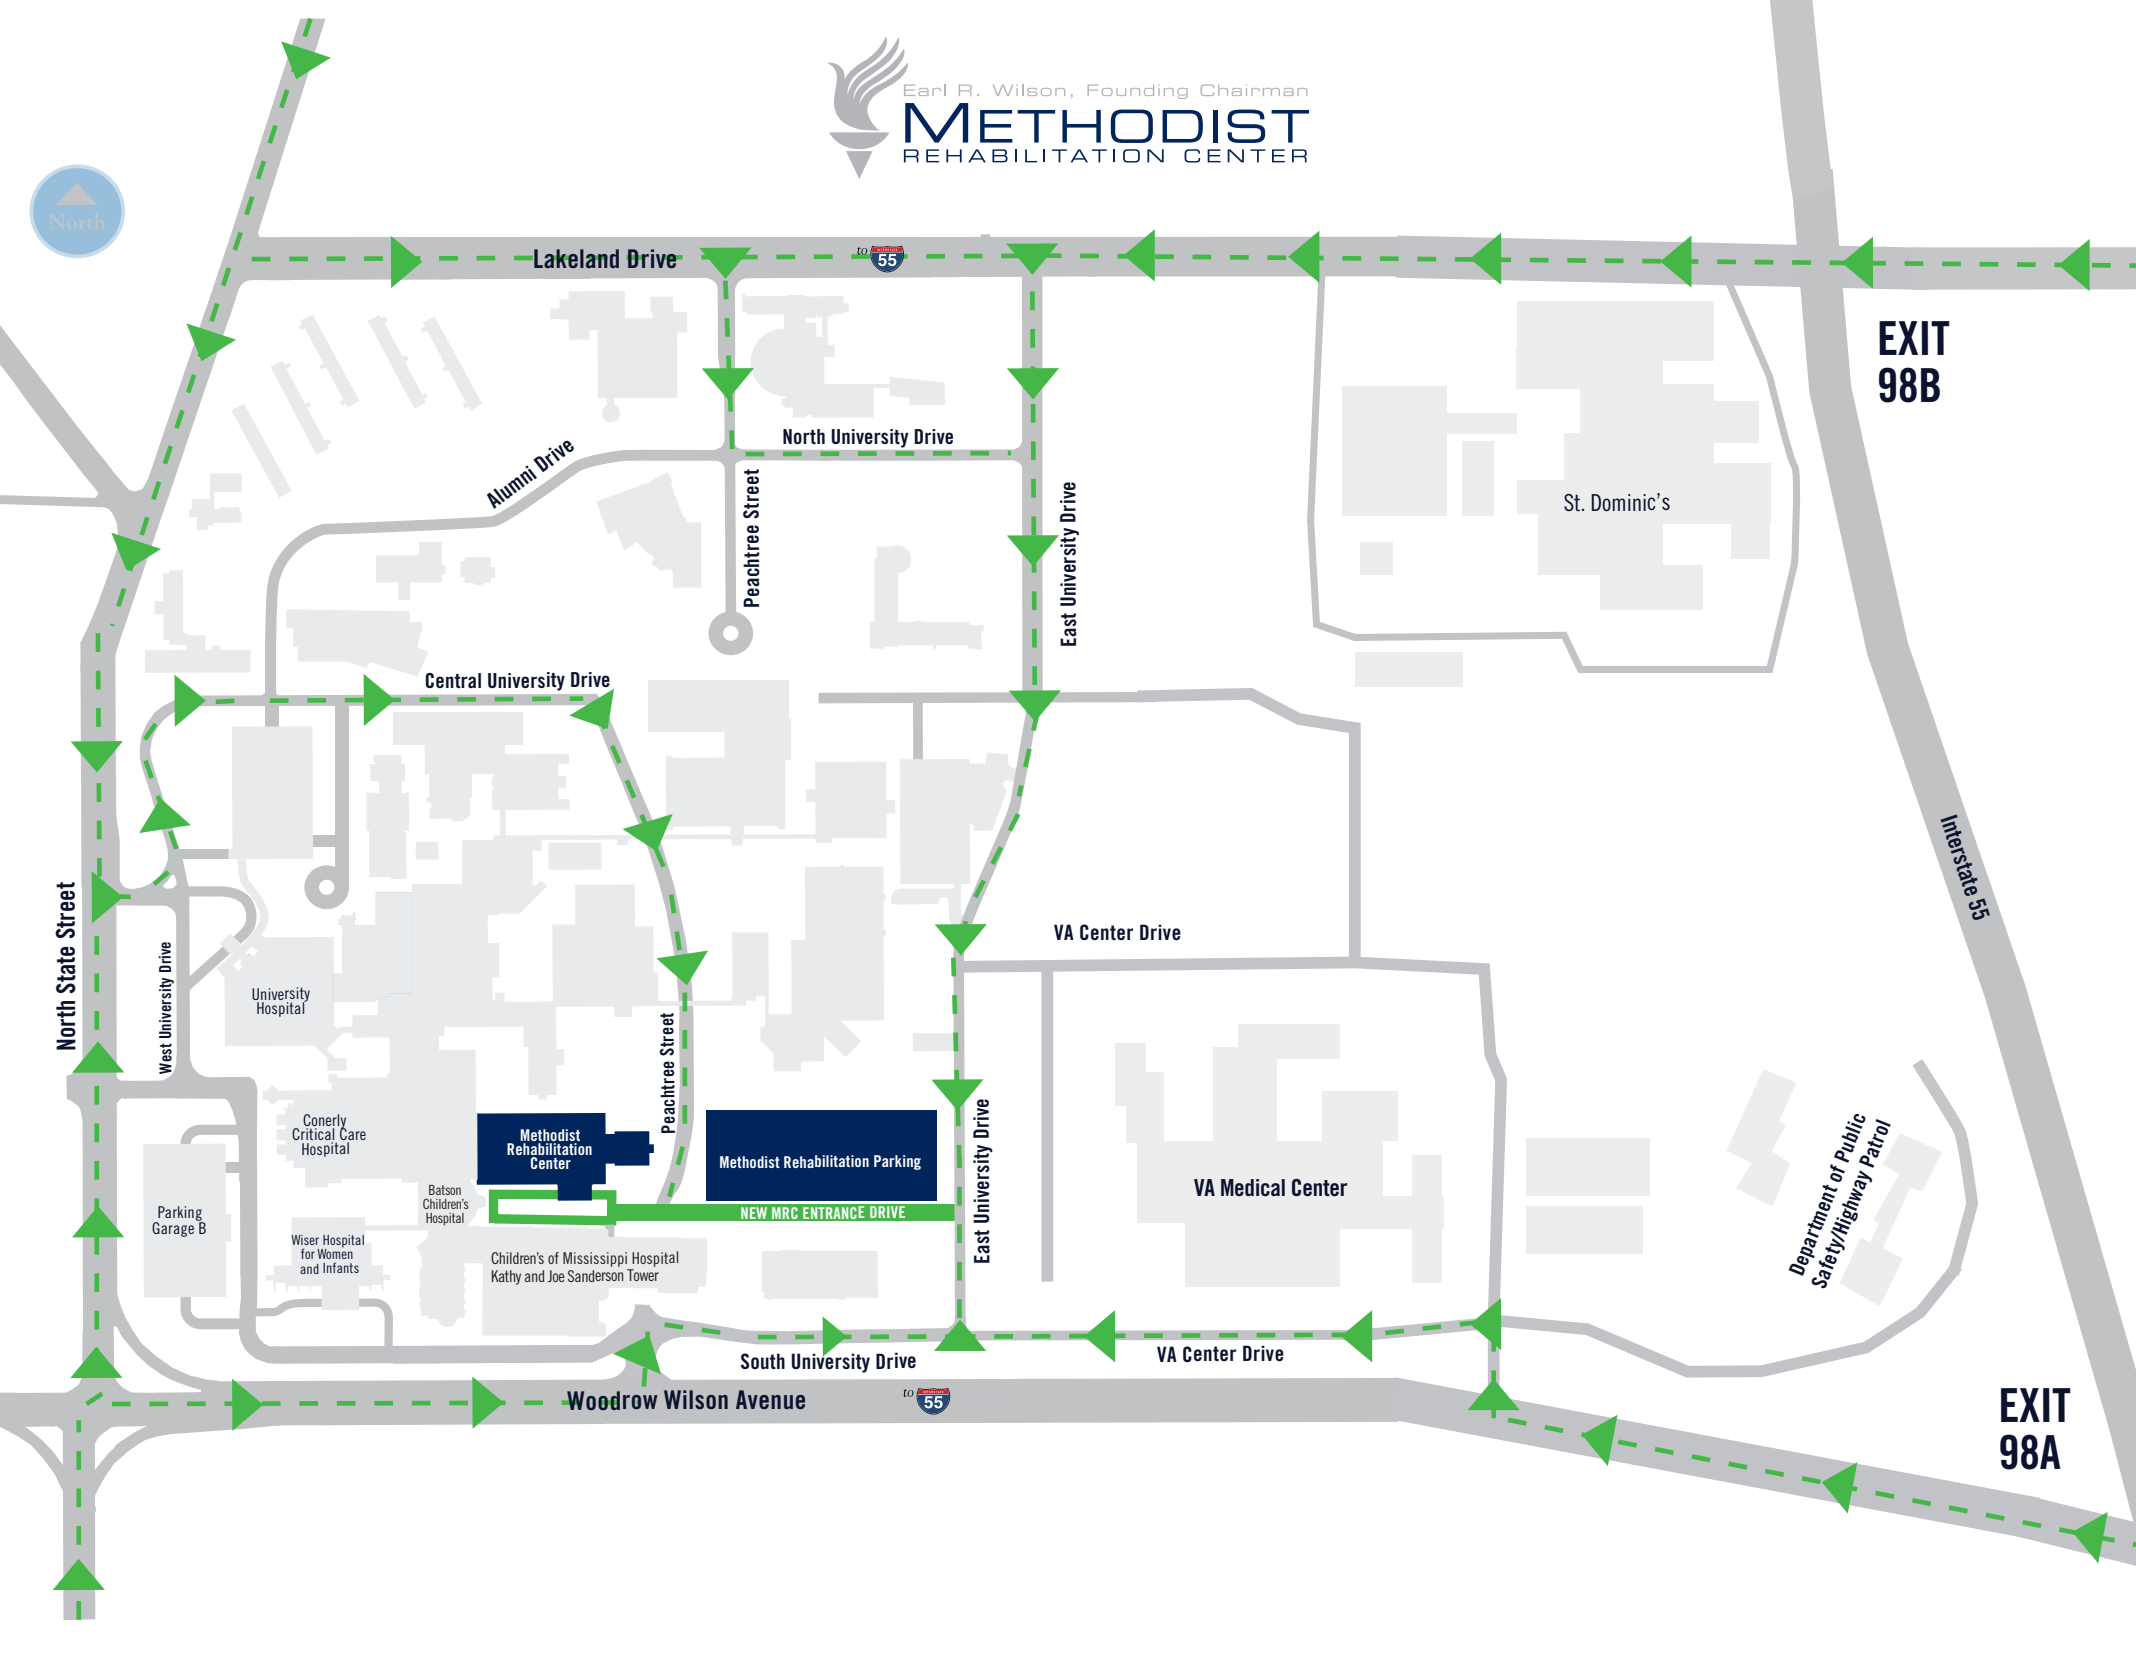 Earl R. Wilson, Founding Chairman
METHODIST
REHABILITATION CENTER
North
Lakeland Drive
to
INTERSTATE
55
EXIT
98B
North University Drive
Alumni Drive
Peachtree Street
East University Drive
St. Dominic's
Central University Drive
Interstate 55
North State Street
West University Drive
VA Center Drive
University
Hospital
Peachtree Street
Conerly
Critical Care
Hospital
Methodist
Rehabilitation
Center
Methodist Rehabilitation Parking
East University Drive
VA Medical Center
Department of Public
Safety/Highway Patrol
Batson
Children's
Hospital
NEW MRC ENTRANCE DRIVE
Parking
Garage B
Wiser Hospital
for Women
and Infants
Children's of Mississippi Hospital
Kathy and Joe Sanderson Tower
South University Drive
VA Center Drive
Woodrow Wilson Avenue
to
INTERSTATE
55
EXIT
98A